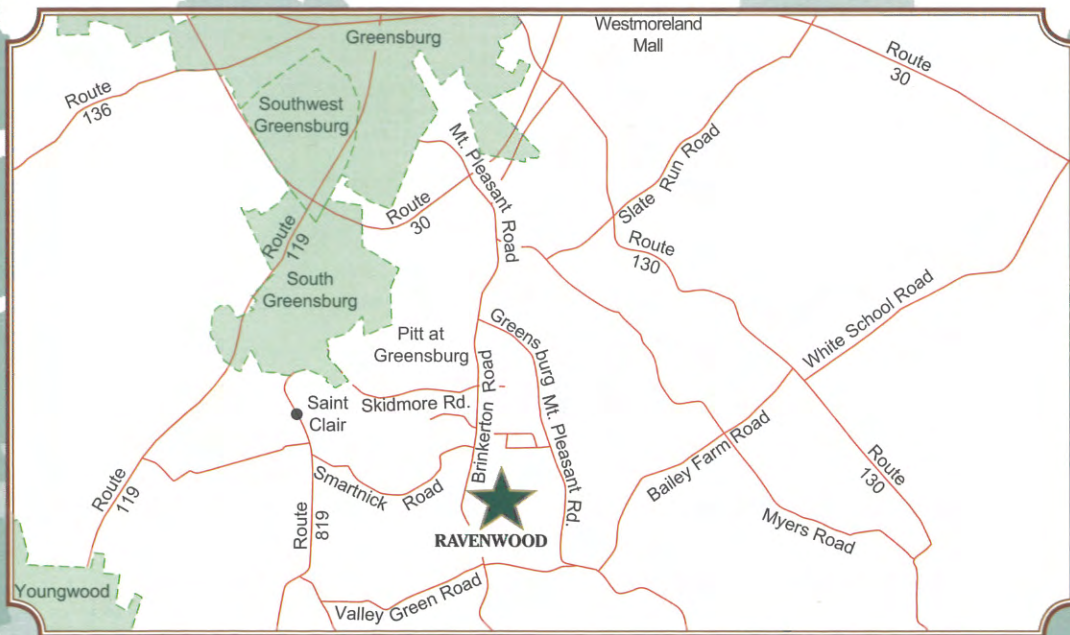 Greensburg
Westmoreland
Mall
Route
30
Route
136
Southwest
Greensburg
Mt. Pleasant Road
Slate Run Road
Route
30
Route
119
Route
130
South
Greensburg
White School Road
Pitt at
Greensburg
Greensburg Mt. Pleasant Rd.
Brinkerton Road
Skidmore Rd.
Saint
Clair
Smartnick Road
Bailey Farm Road
Route
130
Route
119
Route
819
Myers Road
RAVENWOOD
Youngwood
Valley Green Road